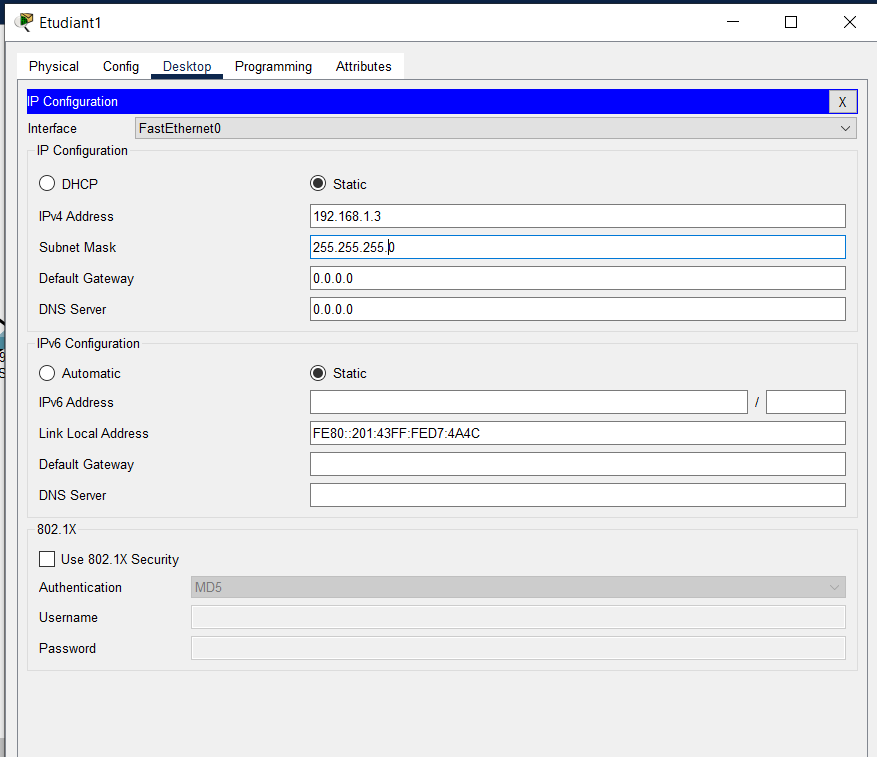 Etudiant1
Physical Config Desktop Programming Attributes
IP Configuration X
Interface FastEthernet0
IP Configuration
DHCP Static
IPv4 Address 192.168.1.3
Subnet Mask 255.255.255.0
Default Gateway 0.0.0.0
DNS Server 0.0.0.0
IPv6 Configuration
Automatic Static
IPv6 Address /
Link Local Address FE80::201:43FF:FED7:4A4C
Default Gateway
DNS Server
802.1X
Use 802.1X Security
Authentication MD5
Username
Password